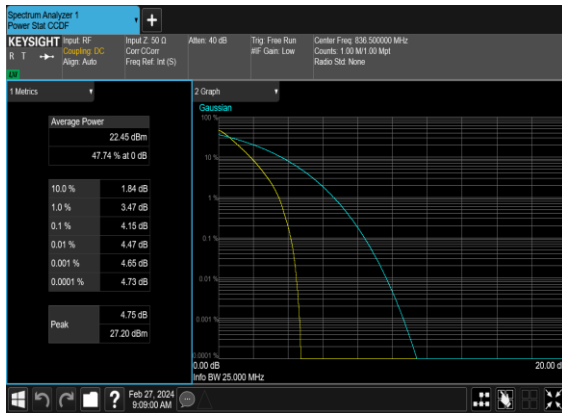 Spectrum Analyzer 1
Power Stat CCDF
KEYSIGHT
R T
Input: RF
Coupling: DC
Align: Auto
Input Z: 50 Ω
Corr CCorr
Freq Ref: Int (S)
Atten: 40 dB
Trig: Free Run
#IF Gain: Low
Center Freq: 836.500000 MHz
Counts: 1.00 M/1.00 Mpt
Radio Std: None
1 Metrics
Average Power
22.45 dBm
47.74 % at 0 dB
10.0 % 1.84 dB
1.0 % 3.47 dB
0.1 % 4.15 dB
0.01 % 4.47 dB
0.001 % 4.65 dB
0.0001 % 4.73 dB
Peak 4.75 dB
27.20 dBm
2 Graph
Gaussian
100 %
10 %
1 %
0.1 %
0.01 %
0.001 %
0.0001 %
0.00 dB
20.00 dB
Info BW 25.000 MHz
?
Feb 27, 2024
9:09:00 AM